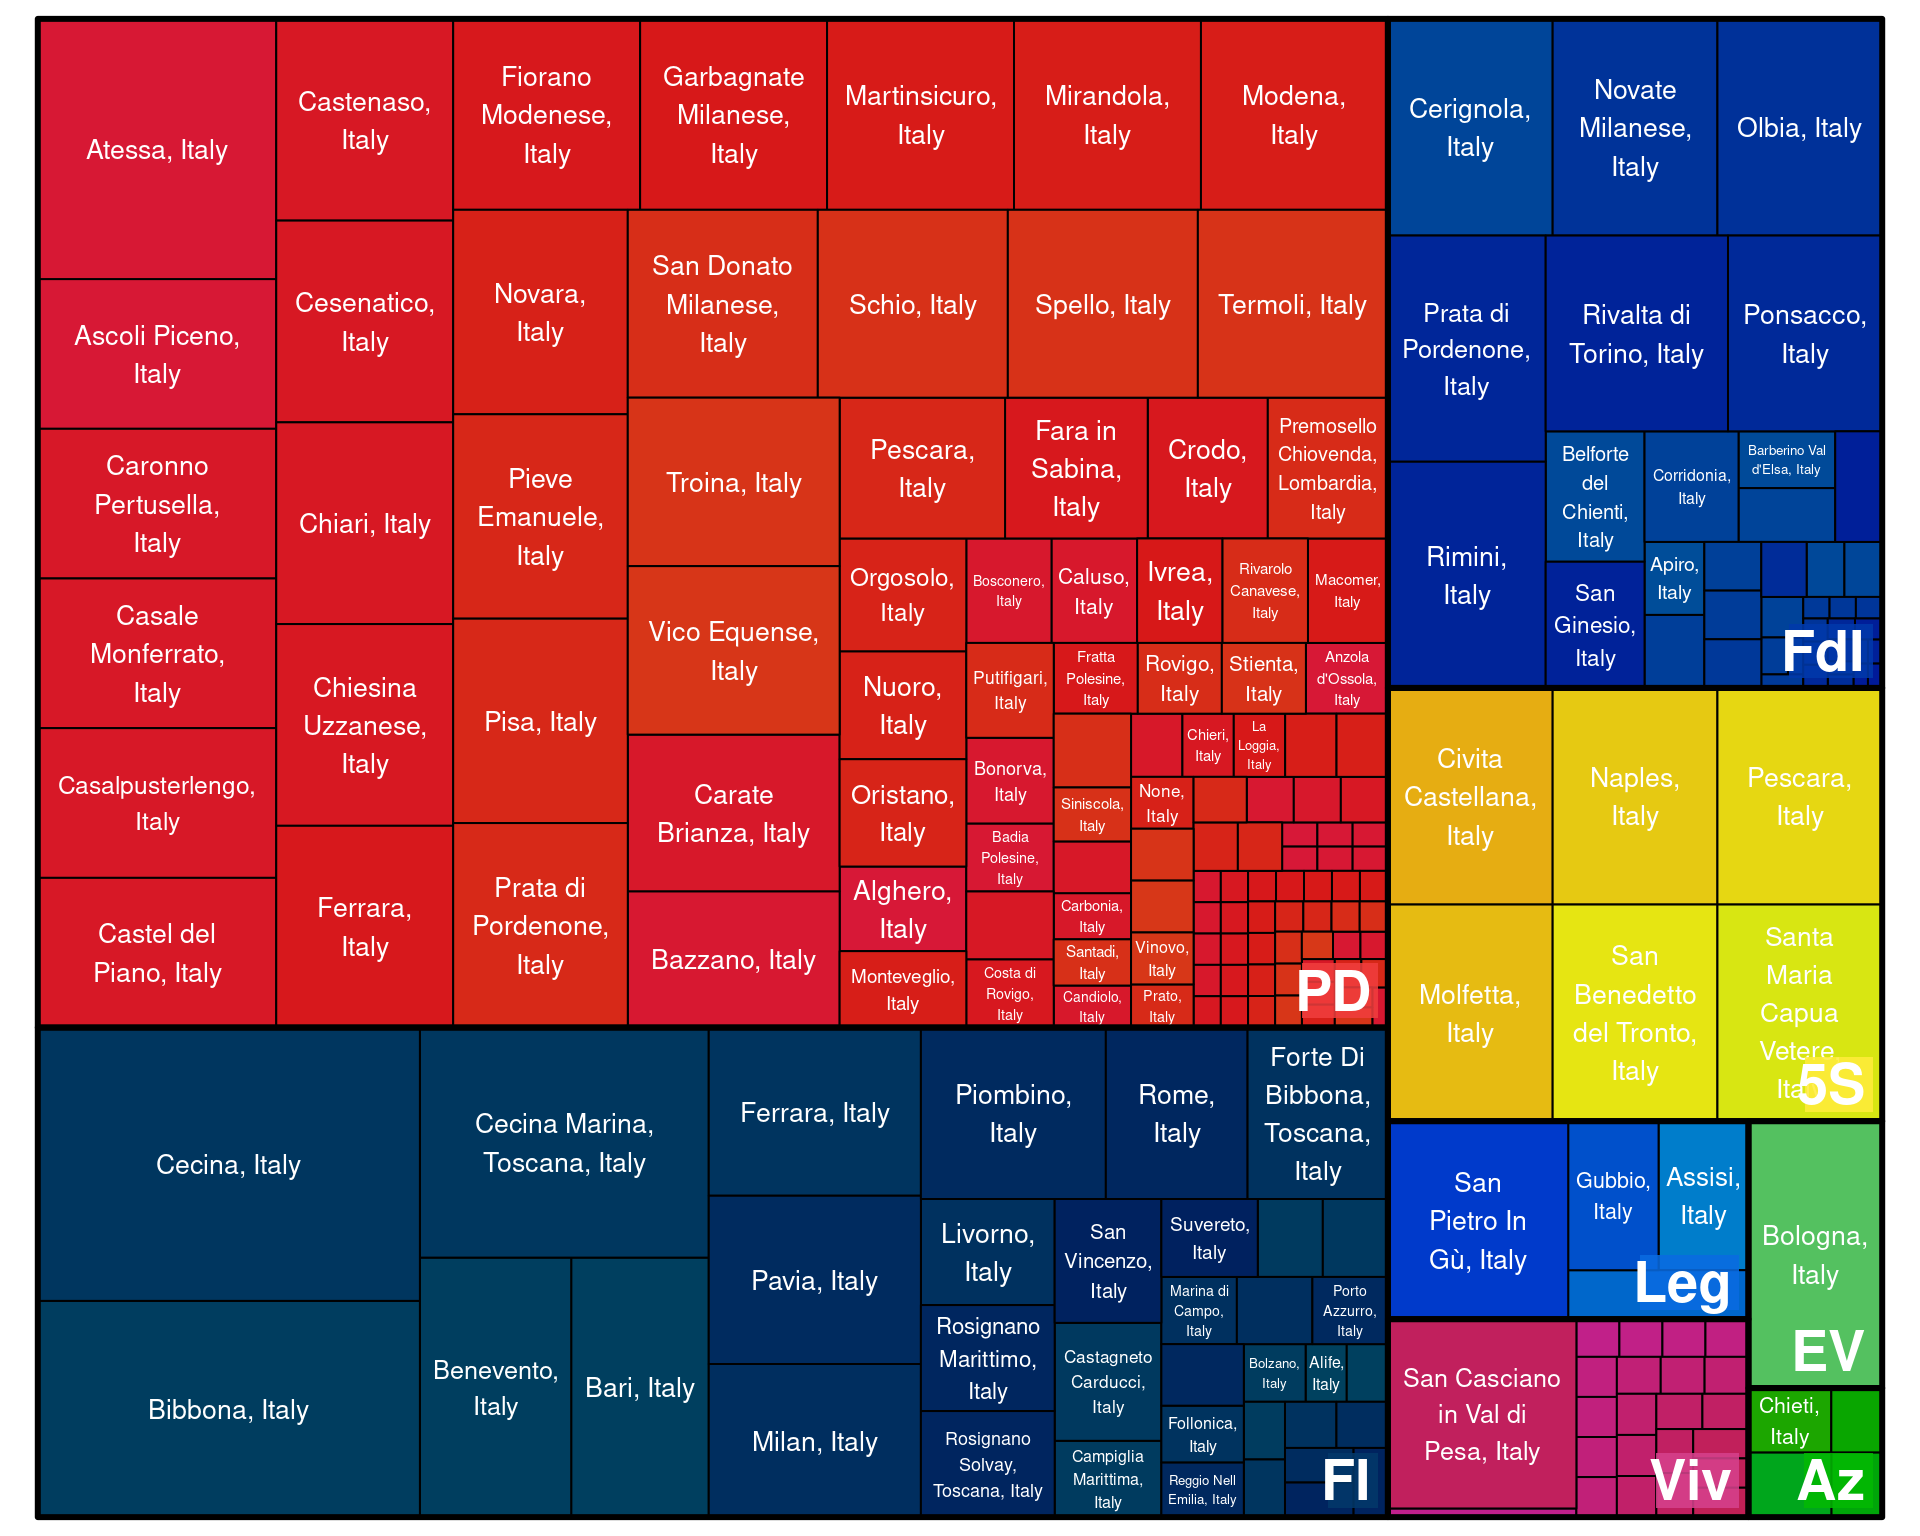 Atessa, Italy
Ascoli Piceno,
Italy
Caronno
Pertusella,
Italy
Casale
Monferrato,
Italy
Casalpusterlengo,
Italy
Castel del
Piano, Italy
Castenaso,
Italy
Cesenatico,
Italy
Chiari, Italy
Chiesina
Uzzanese,
Italy
Ferrara,
Italy
Fiorano
Modenese,
Italy
Garbagnate
Milanese,
Italy
Martinsicuro,
Italy
Mirandola,
Italy
Modena,
Italy
Novara,
Italy
Pieve
Emanuele,
Italy
Pisa, Italy
Prata di
Pordenone,
Italy
San Donato
Milanese,
Italy
Schio, Italy
Spello, Italy
Termoli, Italy
Troina, Italy
Vico Equense,
Italy
Carate
Brianza, Italy
Bazzano, Italy
Pescara,
Italy
Fara in
Sabina,
Italy
Crodo,
Italy
Premosello
Chiovenda,
Lombardia,
Italy
Orgosolo,
Italy
Nuoro,
Italy
Oristano,
Italy
Alghero,
Italy
Monteveglio,
Italy
Bosconero,
Italy
Caluso,
Italy
Ivrea,
Italy
Rivarolo
Canavese,
Italy
Macomer,
Italy
Putifigari,
Italy
Bonorva,
Italy
Badia
Polesine,
Italy
Costa di
Rovigo,
Italy
Fratta
Polesine,
Italy
Rovigo,
Italy
Stienta,
Italy
Anzola
d'Ossola,
Italy
Siniscola,
Italy
Carbonia,
Italy
Santadi,
Italy
Candiolo,
Italy
Chieri,
Italy
La
Loggia,
Italy
None,
Italy
Vinovo,
Italy
Prato,
Italy
PD
Cerignola,
Italy
Novate
Milanese,
Italy
Olbia, Italy
Prata di
Pordenone,
Italy
Rivalta di
Torino, Italy
Ponsacco,
Italy
Rimini,
Italy
Belforte
del
Chienti,
Italy
San
Ginesio,
Italy
Corridonia,
Italy
Barberino Val
d'Elsa, Italy
Apiro,
Italy
FdI
Civita
Castellana,
Italy
Naples,
Italy
Pescara,
Italy
Molfetta,
Italy
San
Benedetto
del Tronto,
Italy
Santa
Maria
Capua
Vetere,
Italy
5S
Cecina, Italy
Bibbona, Italy
Cecina Marina,
Toscana, Italy
Benevento,
Italy
Bari, Italy
Ferrara, Italy
Pavia, Italy
Milan, Italy
Piombino,
Italy
Rome,
Italy
Forte Di
Bibbona,
Toscana,
Italy
Livorno,
Italy
Rosignano
Marittimo,
Italy
Rosignano
Solvay,
Toscana, Italy
San
Vincenzo,
Italy
Castagneto
Carducci,
Italy
Campiglia
Marittima,
Italy
Suvereto,
Italy
Marina di
Campo,
Italy
Porto
Azzurro,
Italy
Bolzano,
Italy
Alife,
Italy
Follonica,
Italy
Reggio Nell
Emilia, Italy
FI
San
Pietro In
Gù, Italy
Gubbio,
Italy
Assisi,
Italy
Leg
Bologna,
Italy
EV
San Casciano
in Val di
Pesa, Italy
Viv
Chieti,
Italy
Az